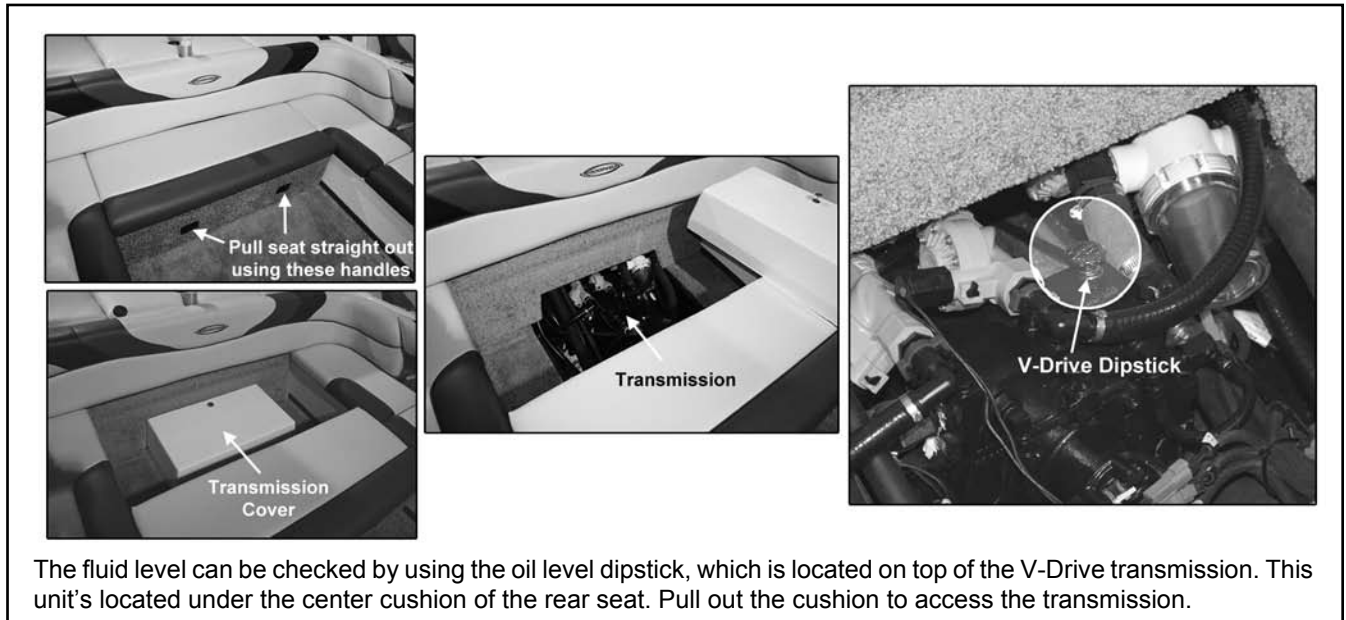 Pull seat straight out
using these handles
Transmission
Cover
Transmission
V-Drive Dipstick
The fluid level can be checked by using the oil level dipstick, which is located on top of the V-Drive transmission. This
unit’s located under the center cushion of the rear seat. Pull out the cushion to access the transmission.